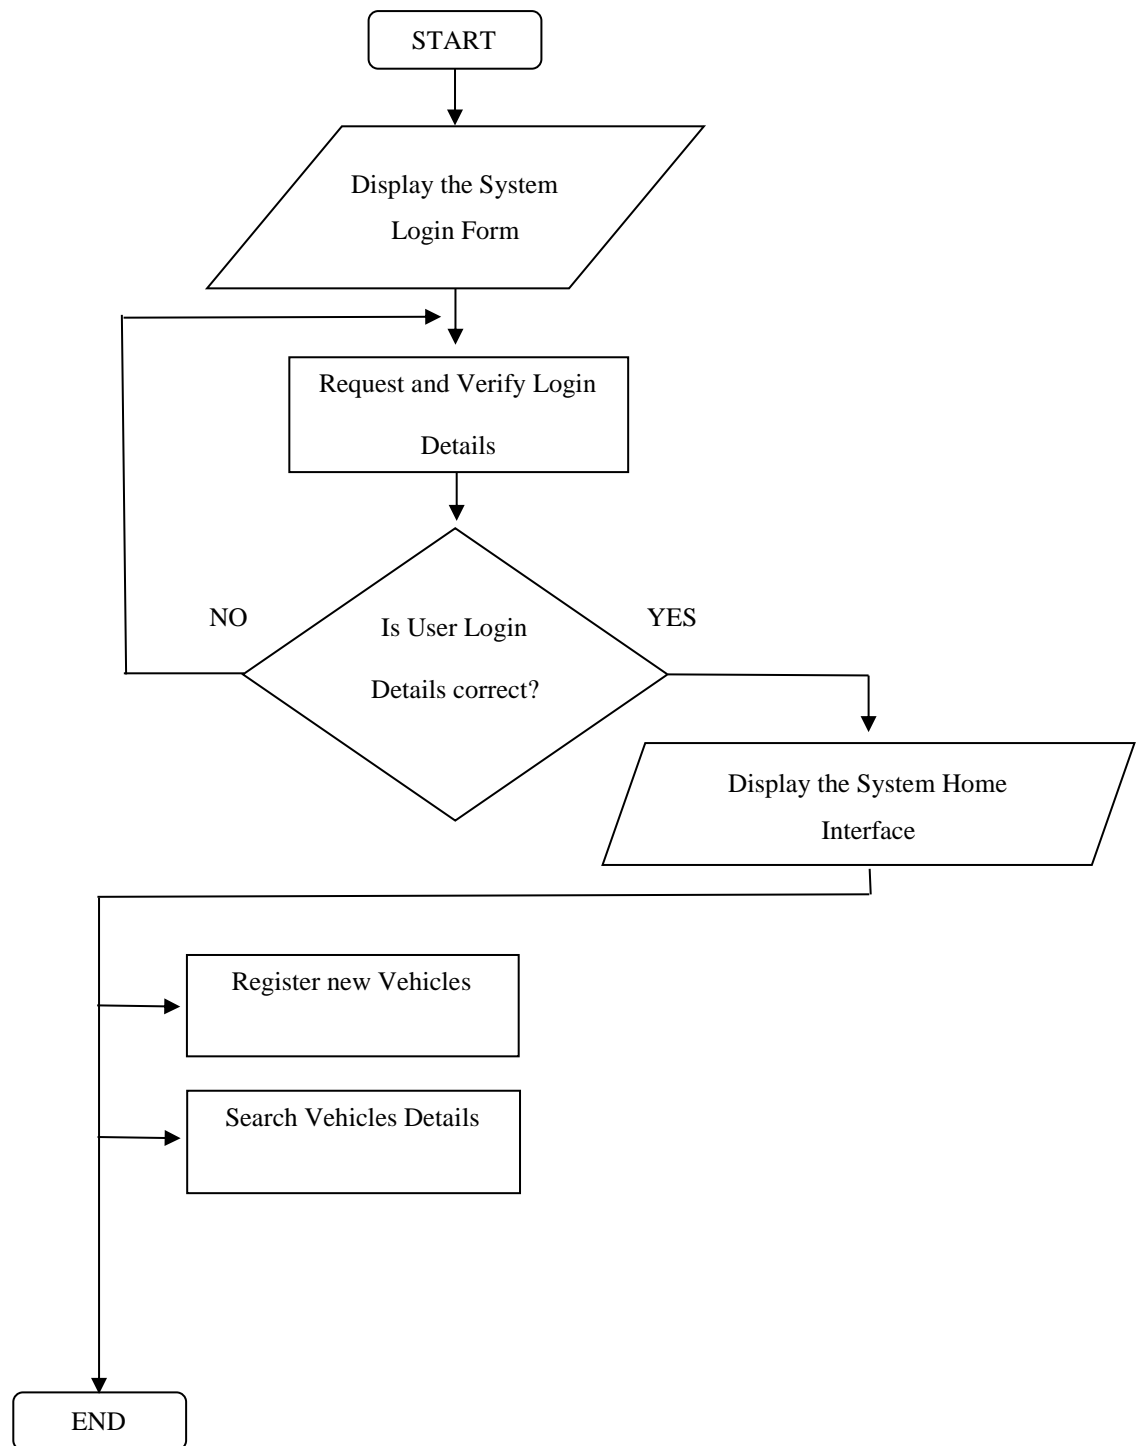 START
Display the System
Login Form
Request and Verify Login
Details
NO
YES
Is User Login
Details correct?
Display the System Home
Interface
Register new Vehicles
Search Vehicles Details
END